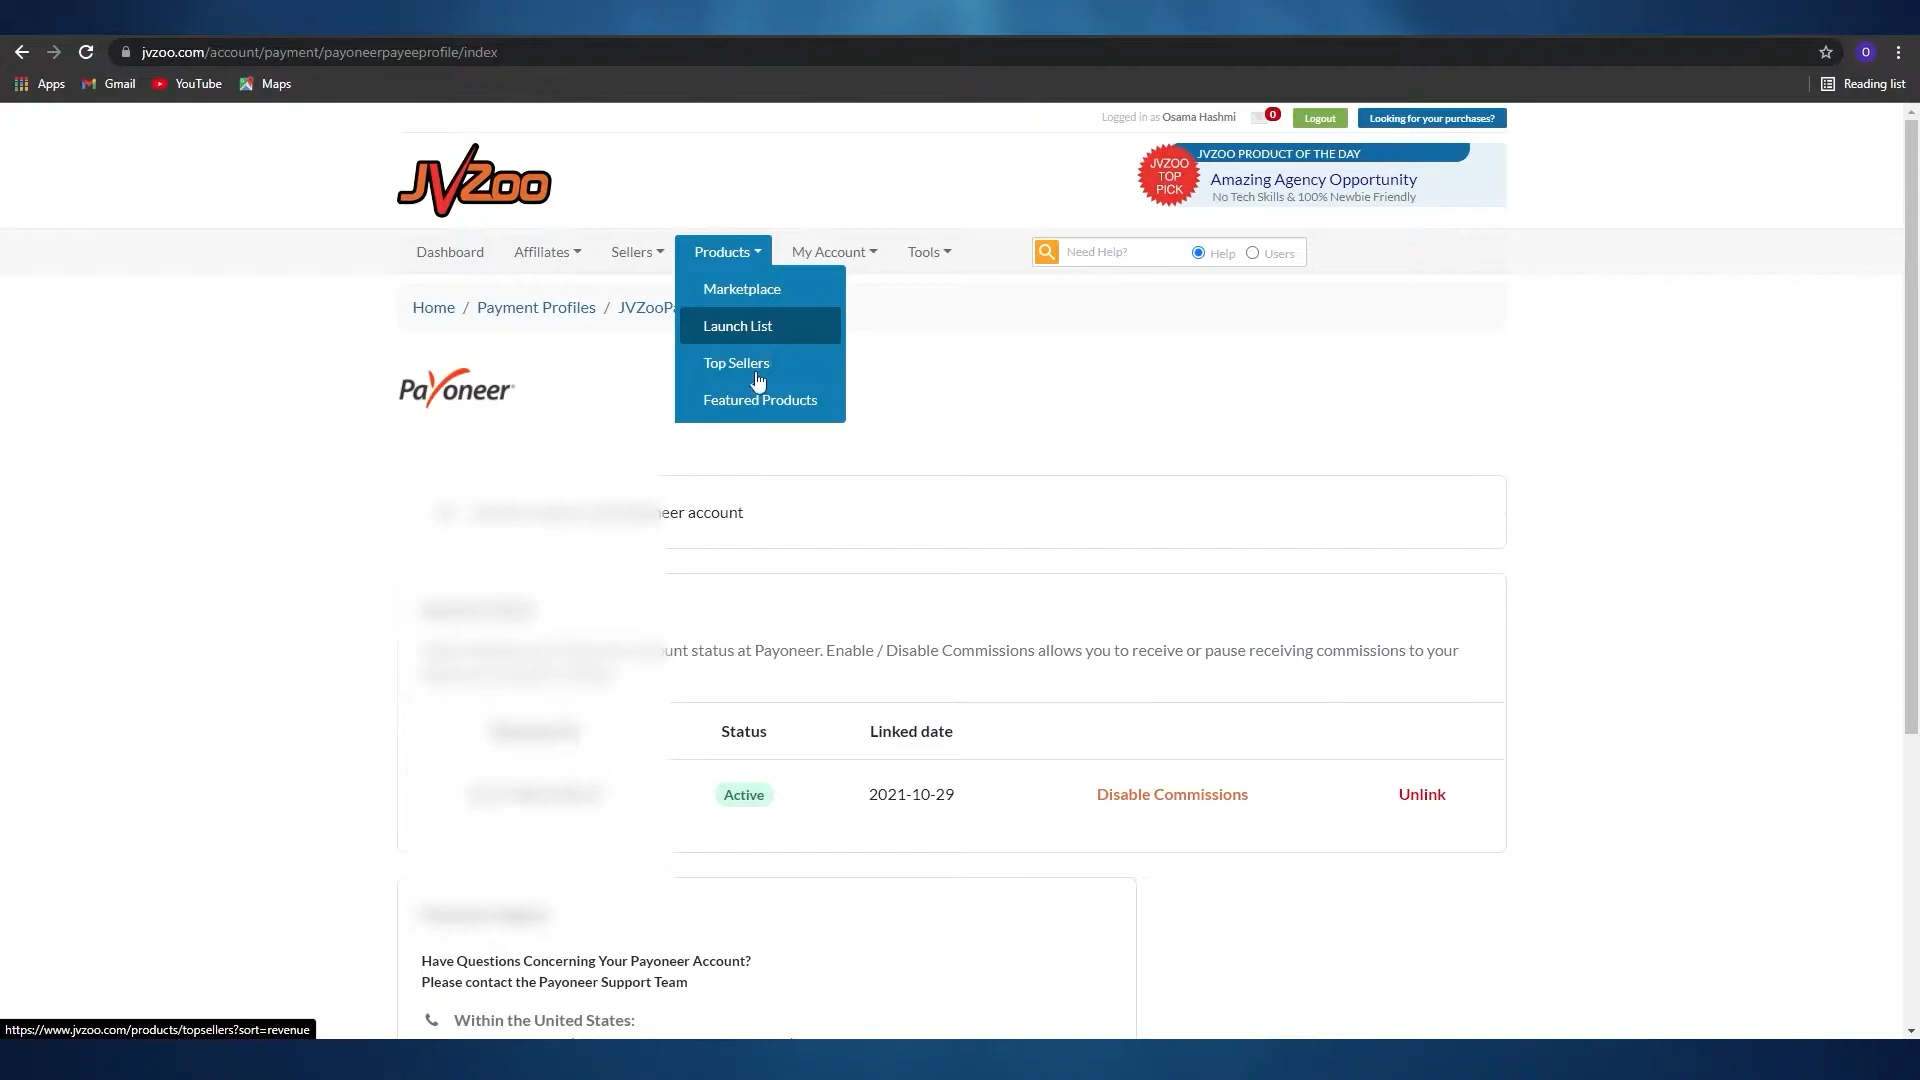 jvzoo.com/account/payment/payoneerpayeeprofile/index
O
Apps Gmail YouTube Maps Reading list
Logged in as Osama Hashmi 0 Logout Looking for your purchases?
JVZoo
JVZOO TOP PICK
JVZOO PRODUCT OF THE DAY
Amazing Agency Opportunity
No Tech Skills & 100% Newbie Friendly
Dashboard Affiliates Sellers Products My Account Tools Need Help? Help Users
Marketplace
Launch List
Top Sellers
Featured Products
Home / Payment Profiles /
Payoneer
eer account
unt status at Payoneer. Enable / Disable Commissions allows you to receive or pause receiving commissions to your
Status Linked date
Active 2021-10-29 Disable Commissions Unlink
Have Questions Concerning Your Payoneer Account?
Please contact the Payoneer Support Team
Within the United States:
https://www.jvzoo.com/products/topsellers?sort=revenue